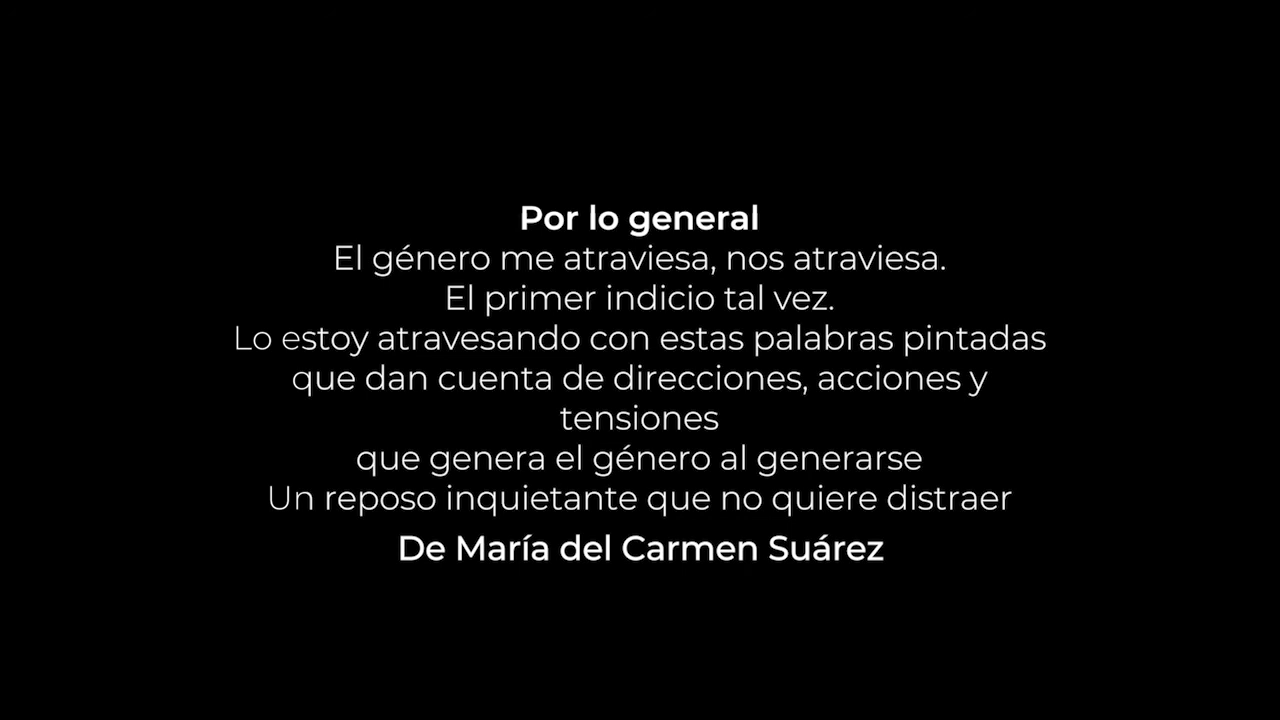 Por lo general
El género me atraviesa, nos atraviesa.
El primer indicio tal vez.
Lo estoy atravesando con estas palabras pintadas
que dan cuenta de direcciones, acciones y
tensiones
que genera el género al generarse
Un reposo inquietante que no quiere distraer
De María del Carmen Suárez